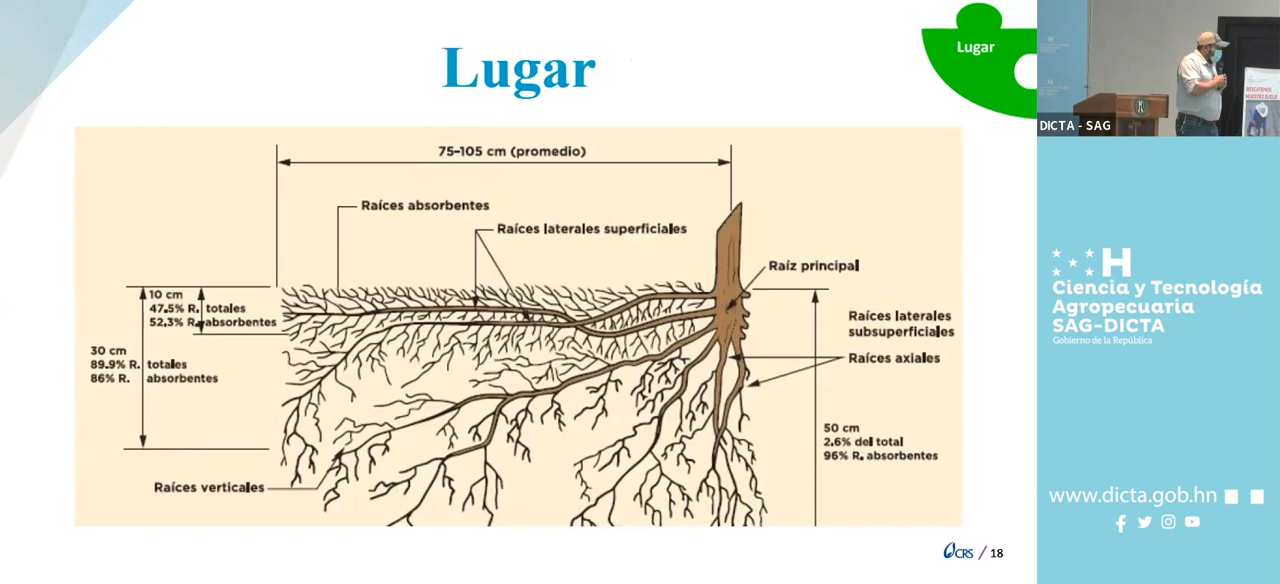 Lugar
Lugar
75-105 cm (promedio)
Raíces absorbentes
Raíces laterales superficiales
Raíz principal
10 cm
47.5% R. totales
52.3% R. absorbentes
30 cm
89.9% R. totales
86% R. absorbentes
Raíces laterales
subsuperficiales
Raíces axiales
50 cm
2.6% del total
96% R. absorbentes
Raíces verticales
CRS / 18
DICTA - SAG
RESCATEMOS
NUESTRO SUELO
H
Ciencia y Tecnología
Agropecuaria
SAG-DICTA
Gobierno de la República
www.dicta.gob.hn